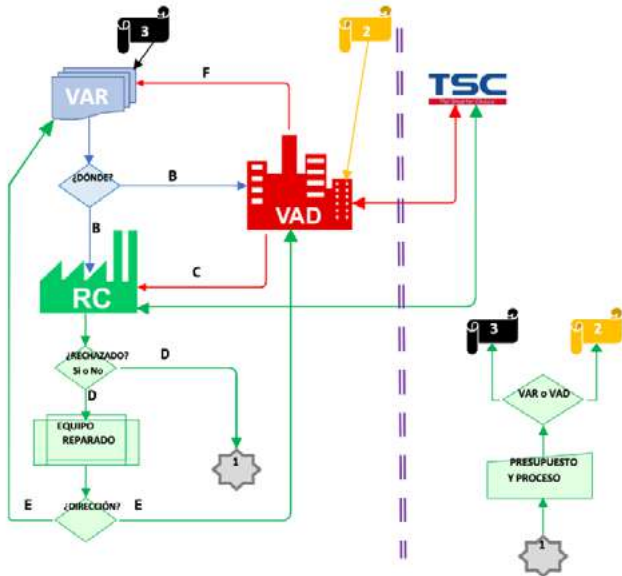 3
2
F
VAR
TSC
The Smarter Choice
¿DÓNDE?
B
VAD
B
C
RC
3
2
¿RECHAZADO?
Si o No
D
VAR o VAD
D
EQUIPO
REPARADO
1
PRESUPUESTO
Y PROCESO
E
¿DIRECCIÓN?
E
1